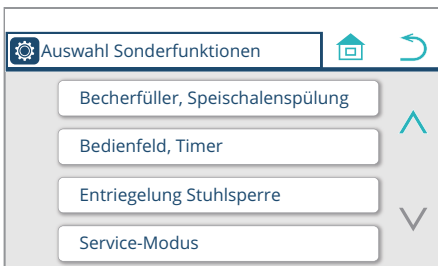 Auswahl Sonderfunktionen
Becherfüller, Speischalenspülung
Bedienfeld, Timer
Entriegelung Stuhlsperre
Service-Modus